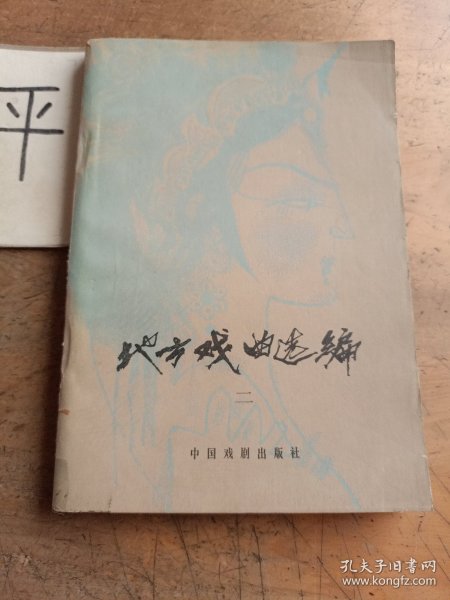 平
地方戏曲选编
二
中国戏剧出版社
孔夫子旧书网
www.kongfz.com